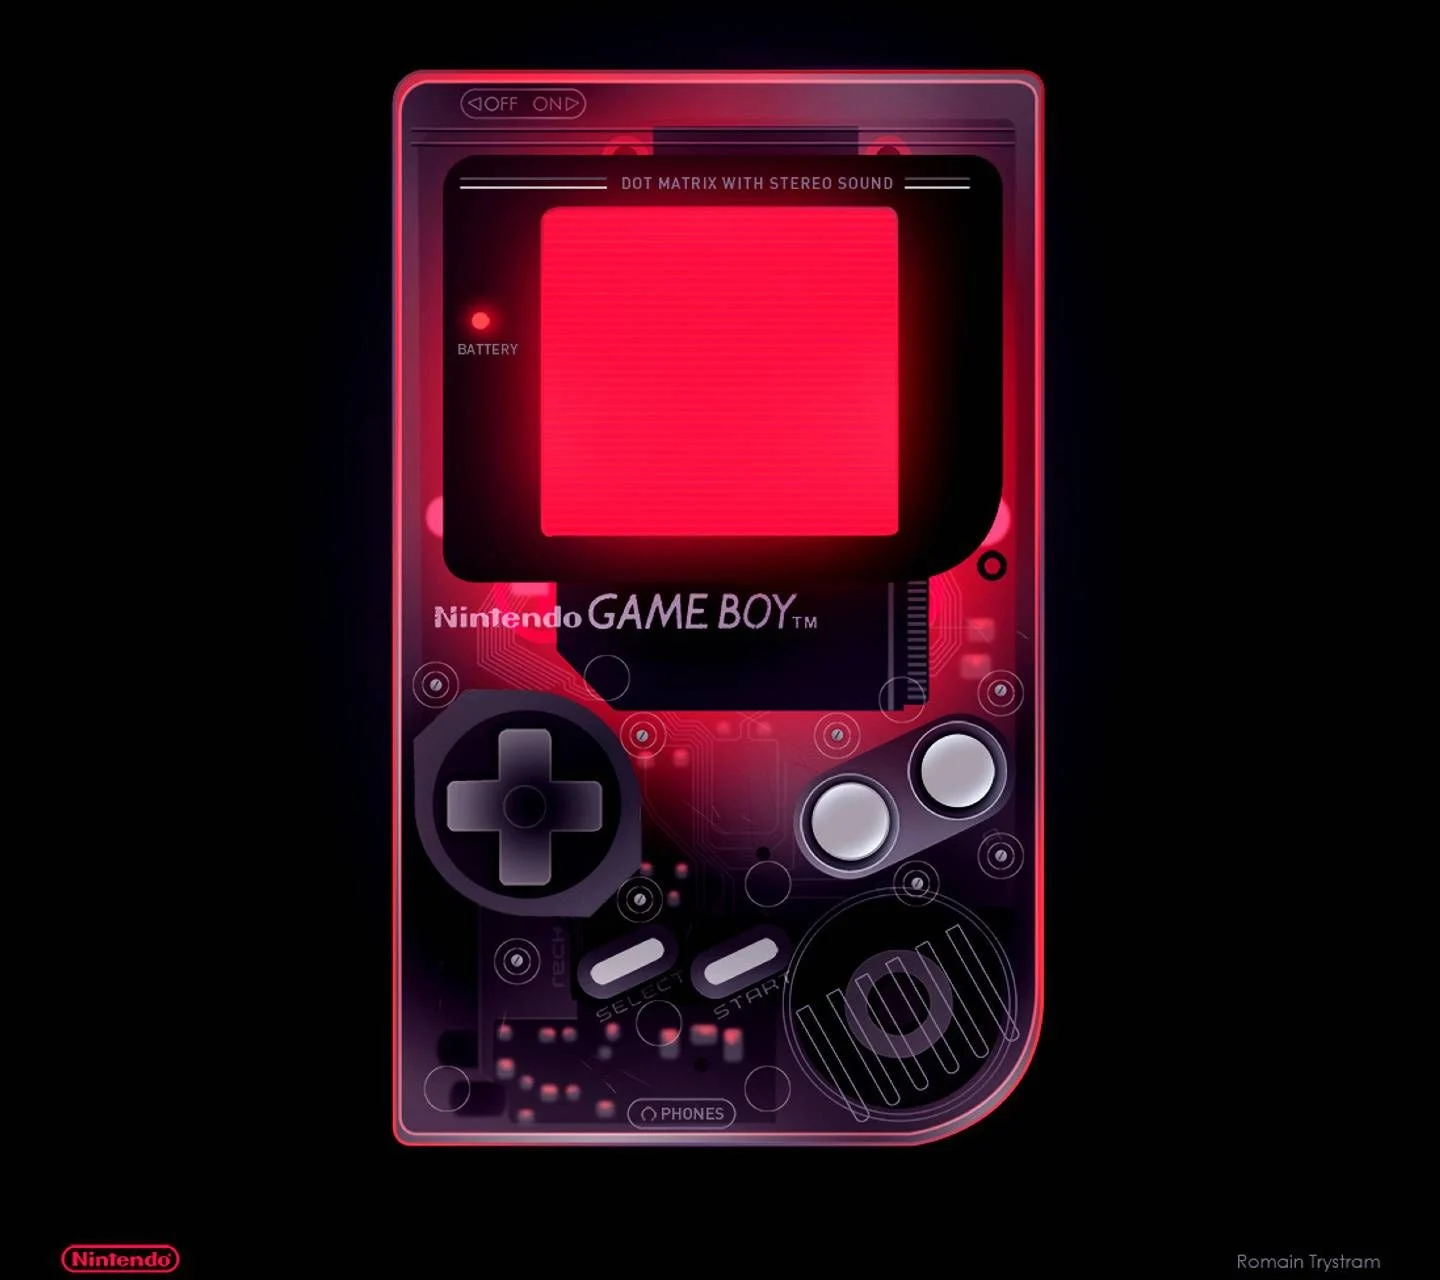 OFF ON
DOT MATRIX WITH STEREO SOUND
BATTERY
Nintendo GAME BOY TM
SELECT
START
PHONES
Nintendo
Romain Trystram